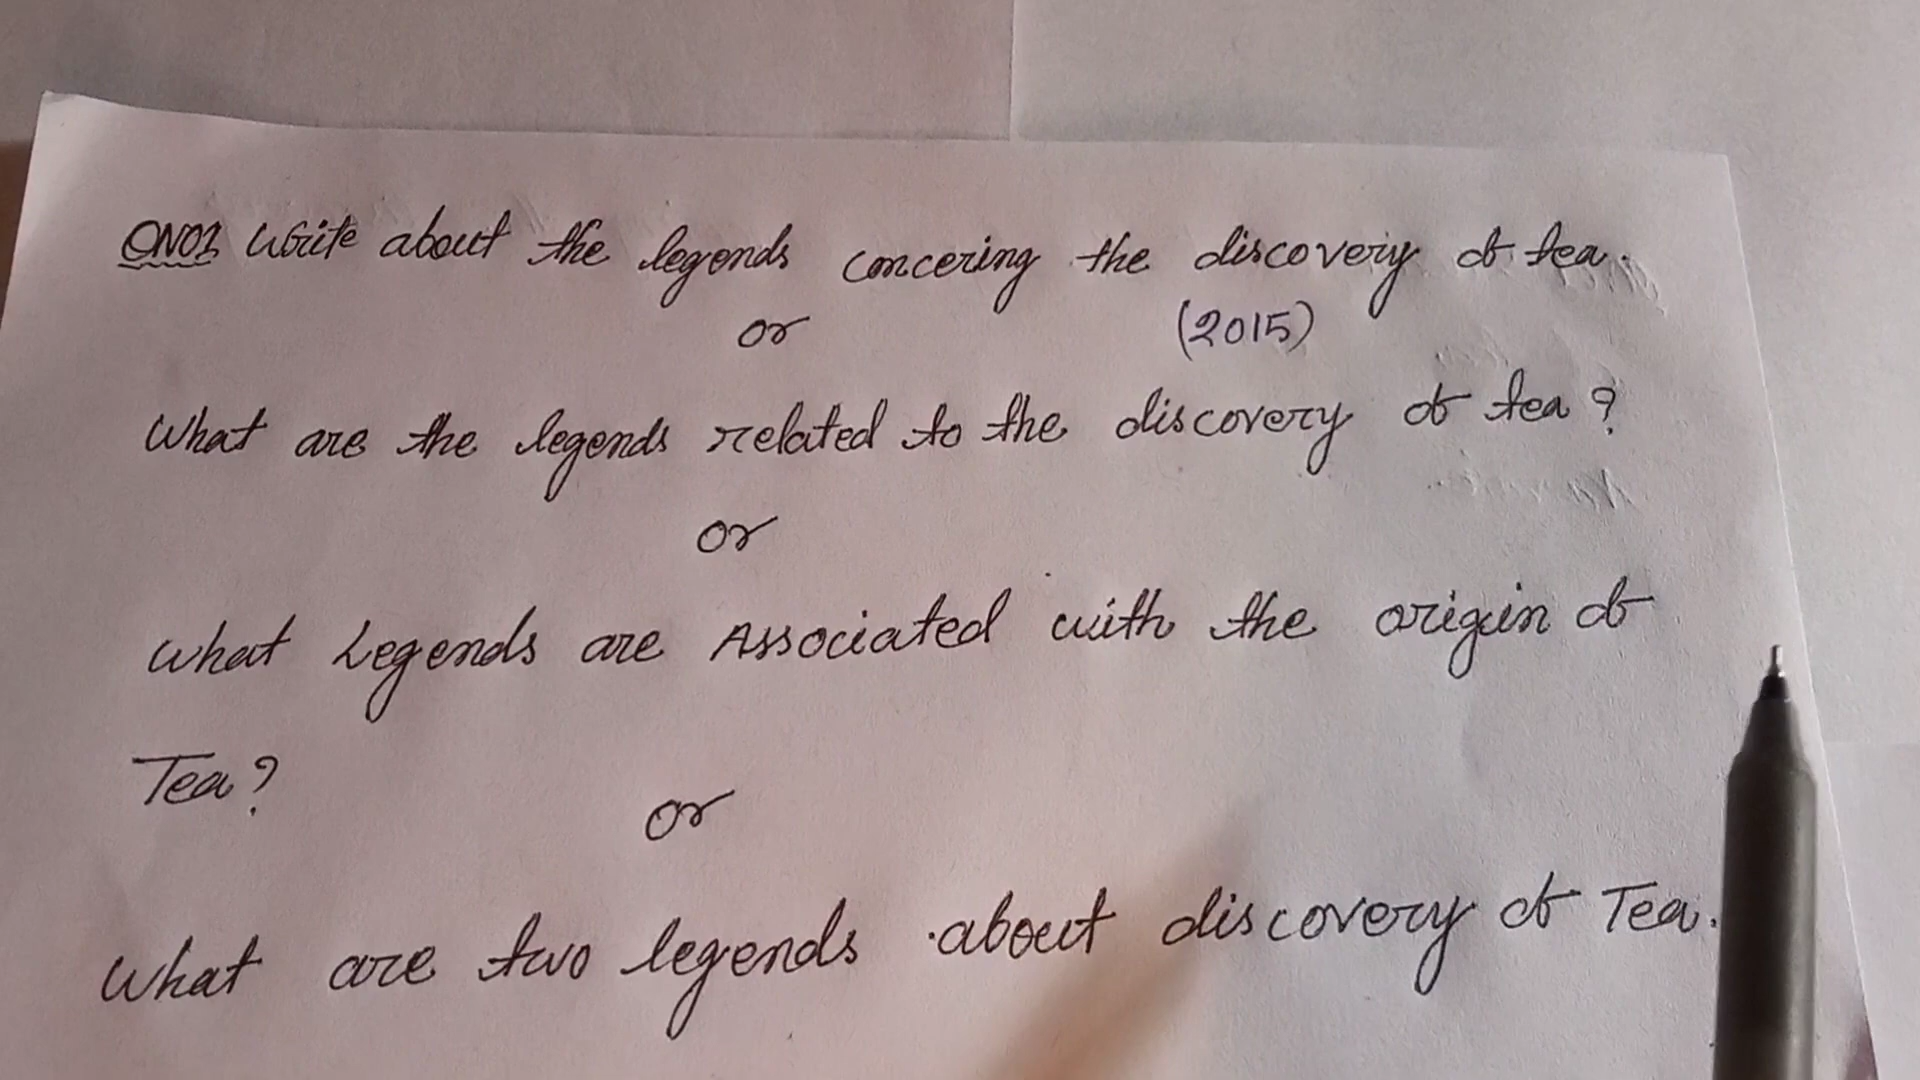 QNO1 Write about the legends concering the discovery of tea.
or (2015)
What are the legends related to the discovery of tea?
or
What Legends are Associated with the origin of
Tea?
or
What are two legends about discovery of Tea.